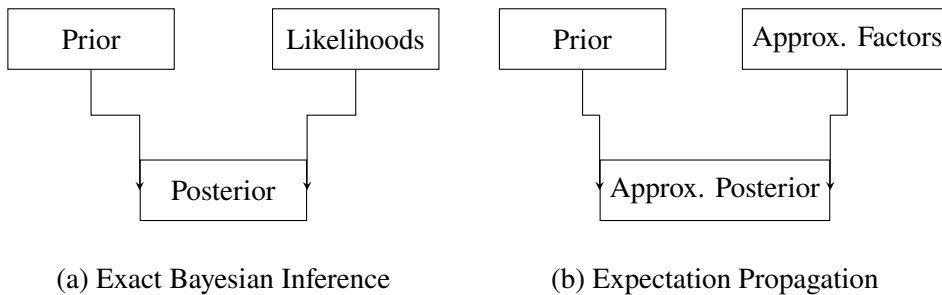 Prior
Likelihoods
Prior
Approx. Factors
Posterior
Approx. Posterior
(a) Exact Bayesian Inference
(b) Expectation Propagation